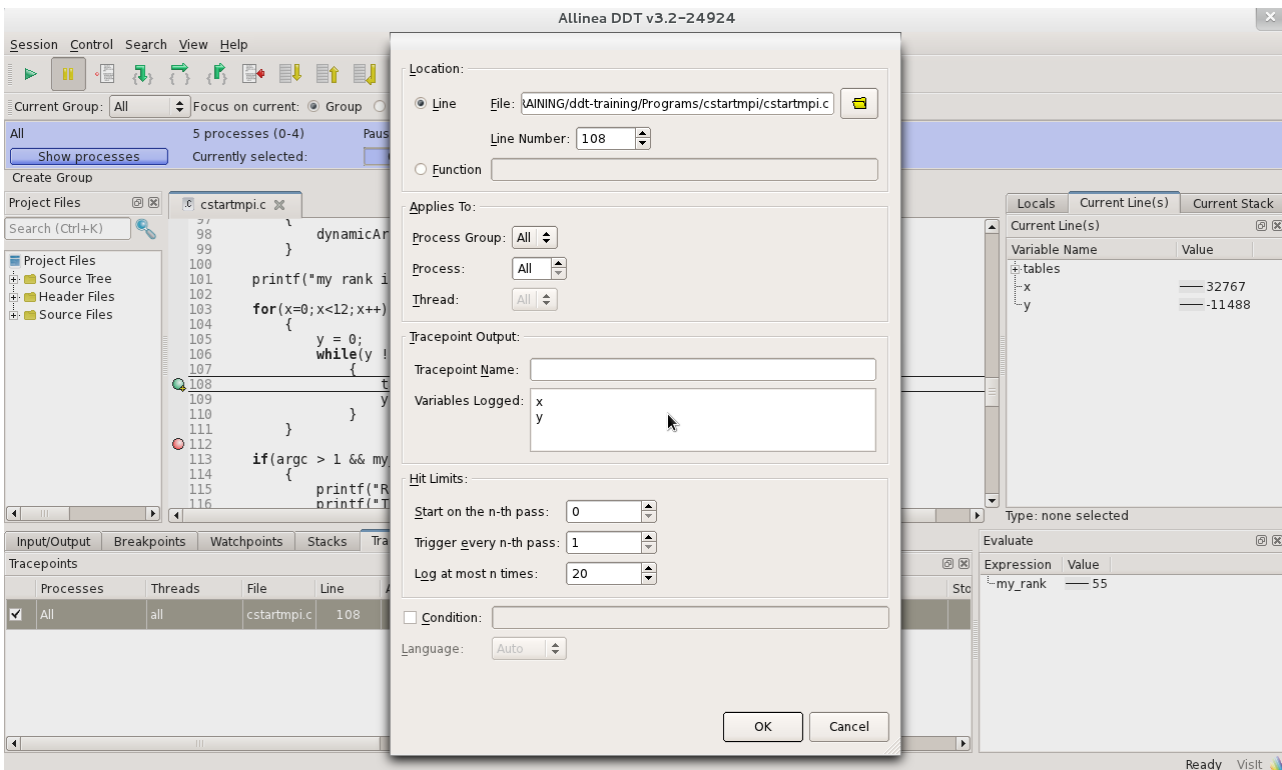 Allinea DDT v3.2-24924
Session Control Search View Help
Current Group: All Focus on current: Group
All 5 processes (0-4) Paus
Show processes Currently selected:
Create Group
Project Files
Search (Ctrl+K)
Project Files
Source Tree
Header Files
Source Files
cstartmpi.c
97 {
98 dynamicAr
99 }
100
101 printf("my rank i
102
103 for(x=0;x<12;x++)
104 {
105 y = 0;
106 while(y !
107 {
108 t
109 y
110 }
111 }
112
113 if(argc > 1 && my
114 {
115 printf("R
116 printf("T
Location:
Line File: AINING/ddt-training/Programs/cstartmpi/cstartmpi.c
Line Number: 108
Function
Applies To:
Process Group: All
Process: All
Thread: All
Tracepoint Output:
Tracepoint Name:
Variables Logged: x
y
Hit Limits:
Start on the n-th pass: 0
Trigger every n-th pass: 1
Log at most n times: 20
Condition:
Language: Auto
OK Cancel
Locals Current Line(s) Current Stack
Current Line(s)
Variable Name Value
tables
x 32767
y -11488
Type: none selected
Input/Output Breakpoints Watchpoints Stacks Tra
Tracepoints
Processes Threads File Line A Sto
All all cstartmpi.c 108
Evaluate
Expression Value
my_rank 55
Ready VisIt